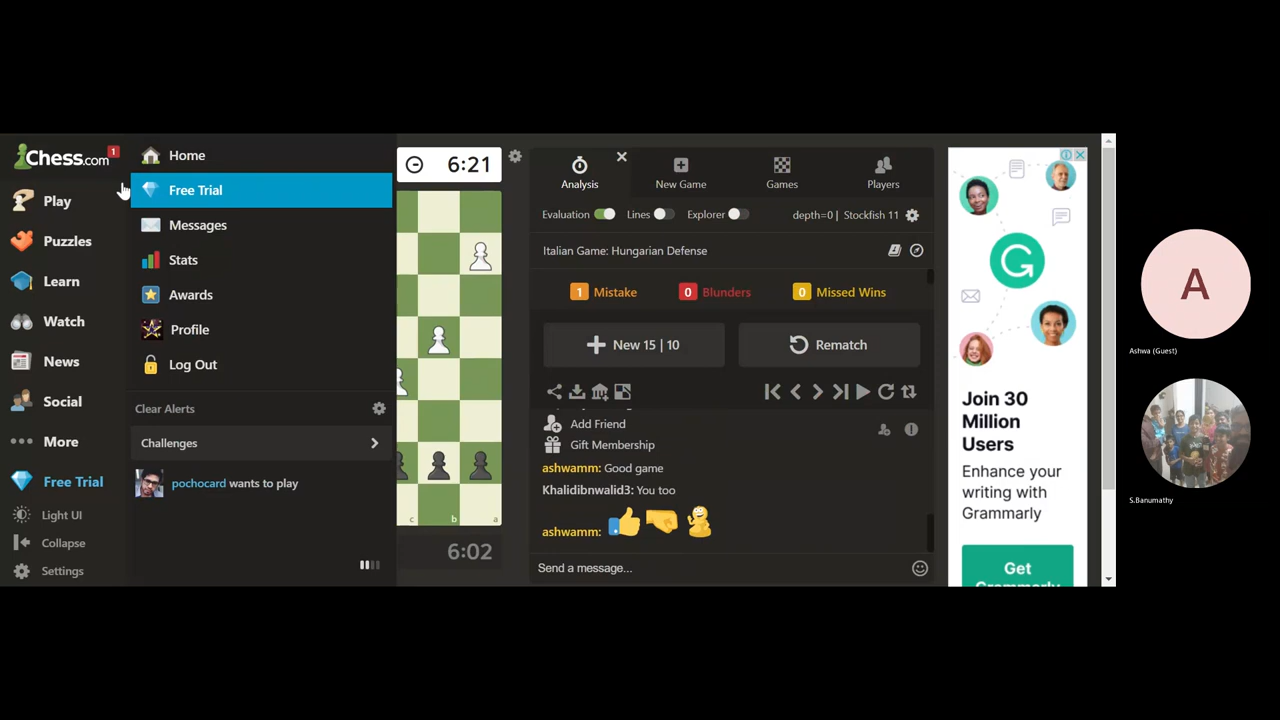 Chess.com
1
Play
Puzzles
Learn
Watch
News
Social
More
Free Trial
Light UI
Collapse
Settings
Home
Free Trial
Messages
Stats
Awards
Profile
Log Out
Clear Alerts
Challenges
pochocard wants to play
6:21
c b a
6:02
Analysis
New Game
Games
Players
Evaluation Lines Explorer depth=0 | Stockfish 11
Italian Game: Hungarian Defense
1 Mistake 0 Blunders 0 Missed Wins
New 15 | 10 Rematch
Add Friend
Gift Membership
ashwamm: Good game
Khalidibnwalid3: You too
ashwamm:
Send a message...
G
Join 30
Million
Users
Enhance your
writing with
Grammarly
Get
Grammarly
A
Ashwa (Guest)
S.Banumathy